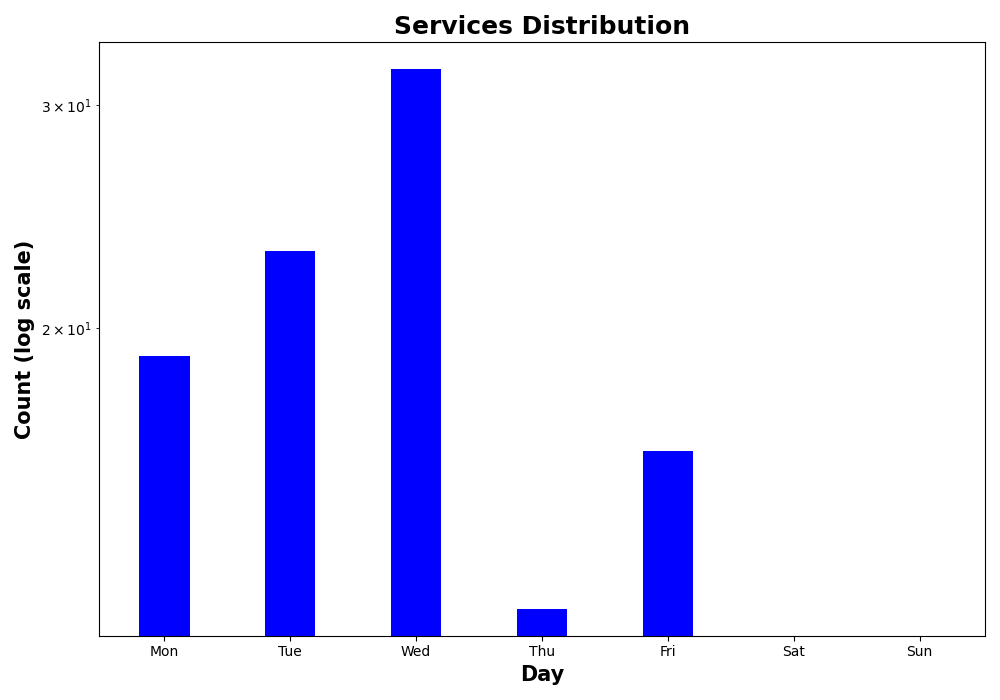 Services Distribution
3 × 10¹
2 × 10¹
Count (log scale)
Mon Tue Wed Thu Fri Sat Sun
Day